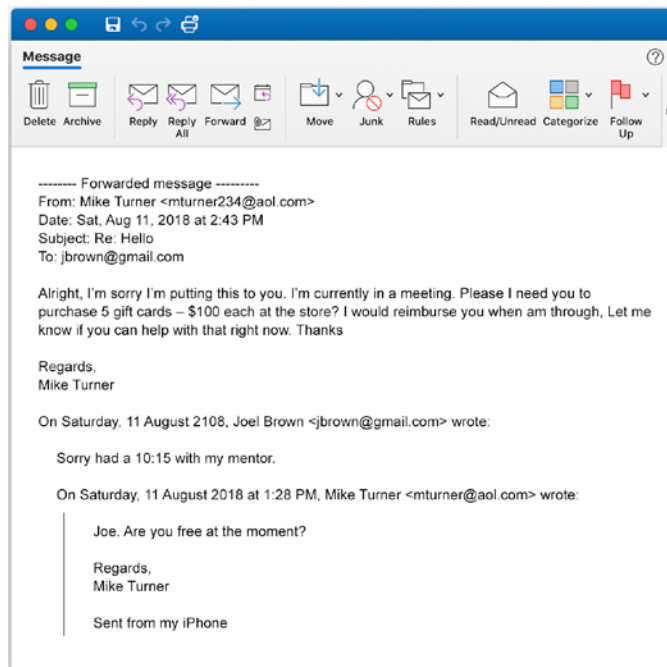 Message
Delete Archive Reply Reply All Forward Move Junk Rules Read/Unread Categorize Follow Up
-------- Forwarded message ---------
From: Mike Turner <mturner234@aol.com>
Date: Sat, Aug 11, 2018 at 2:43 PM
Subject: Re: Hello
To: jbrown@gmail.com
Alright, I'm sorry I'm putting this to you. I'm currently in a meeting. Please I need you to
purchase 5 gift cards – $100 each at the store? I would reimburse you when am through, Let me
know if you can help with that right now. Thanks
Regards,
Mike Turner
On Saturday, 11 August 2108, Joel Brown <jbrown@gmail.com> wrote:
Sorry had a 10:15 with my mentor.
On Saturday, 11 August 2018 at 1:28 PM, Mike Turner <mturner@aol.com> wrote:
Joe. Are you free at the moment?
Regards,
Mike Turner
Sent from my iPhone